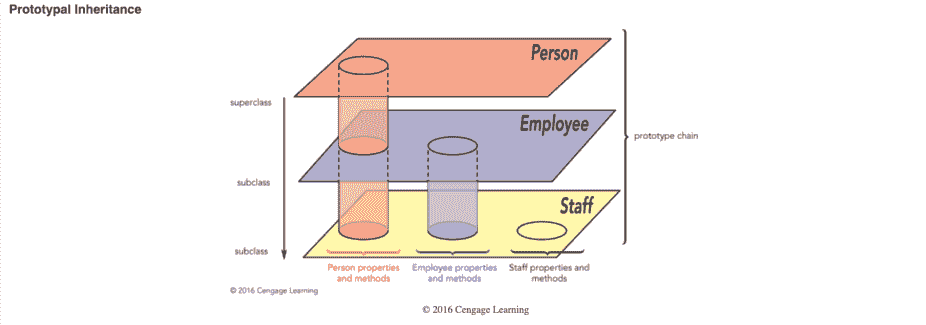 Prototypal Inheritance
Person
superclass
Employee
prototype chain
subclass
Staff
subclass
Person properties
and methods
Employee properties
and methods
Staff properties and
methods
© 2016 Cengage Learning
© 2016 Cengage Learning